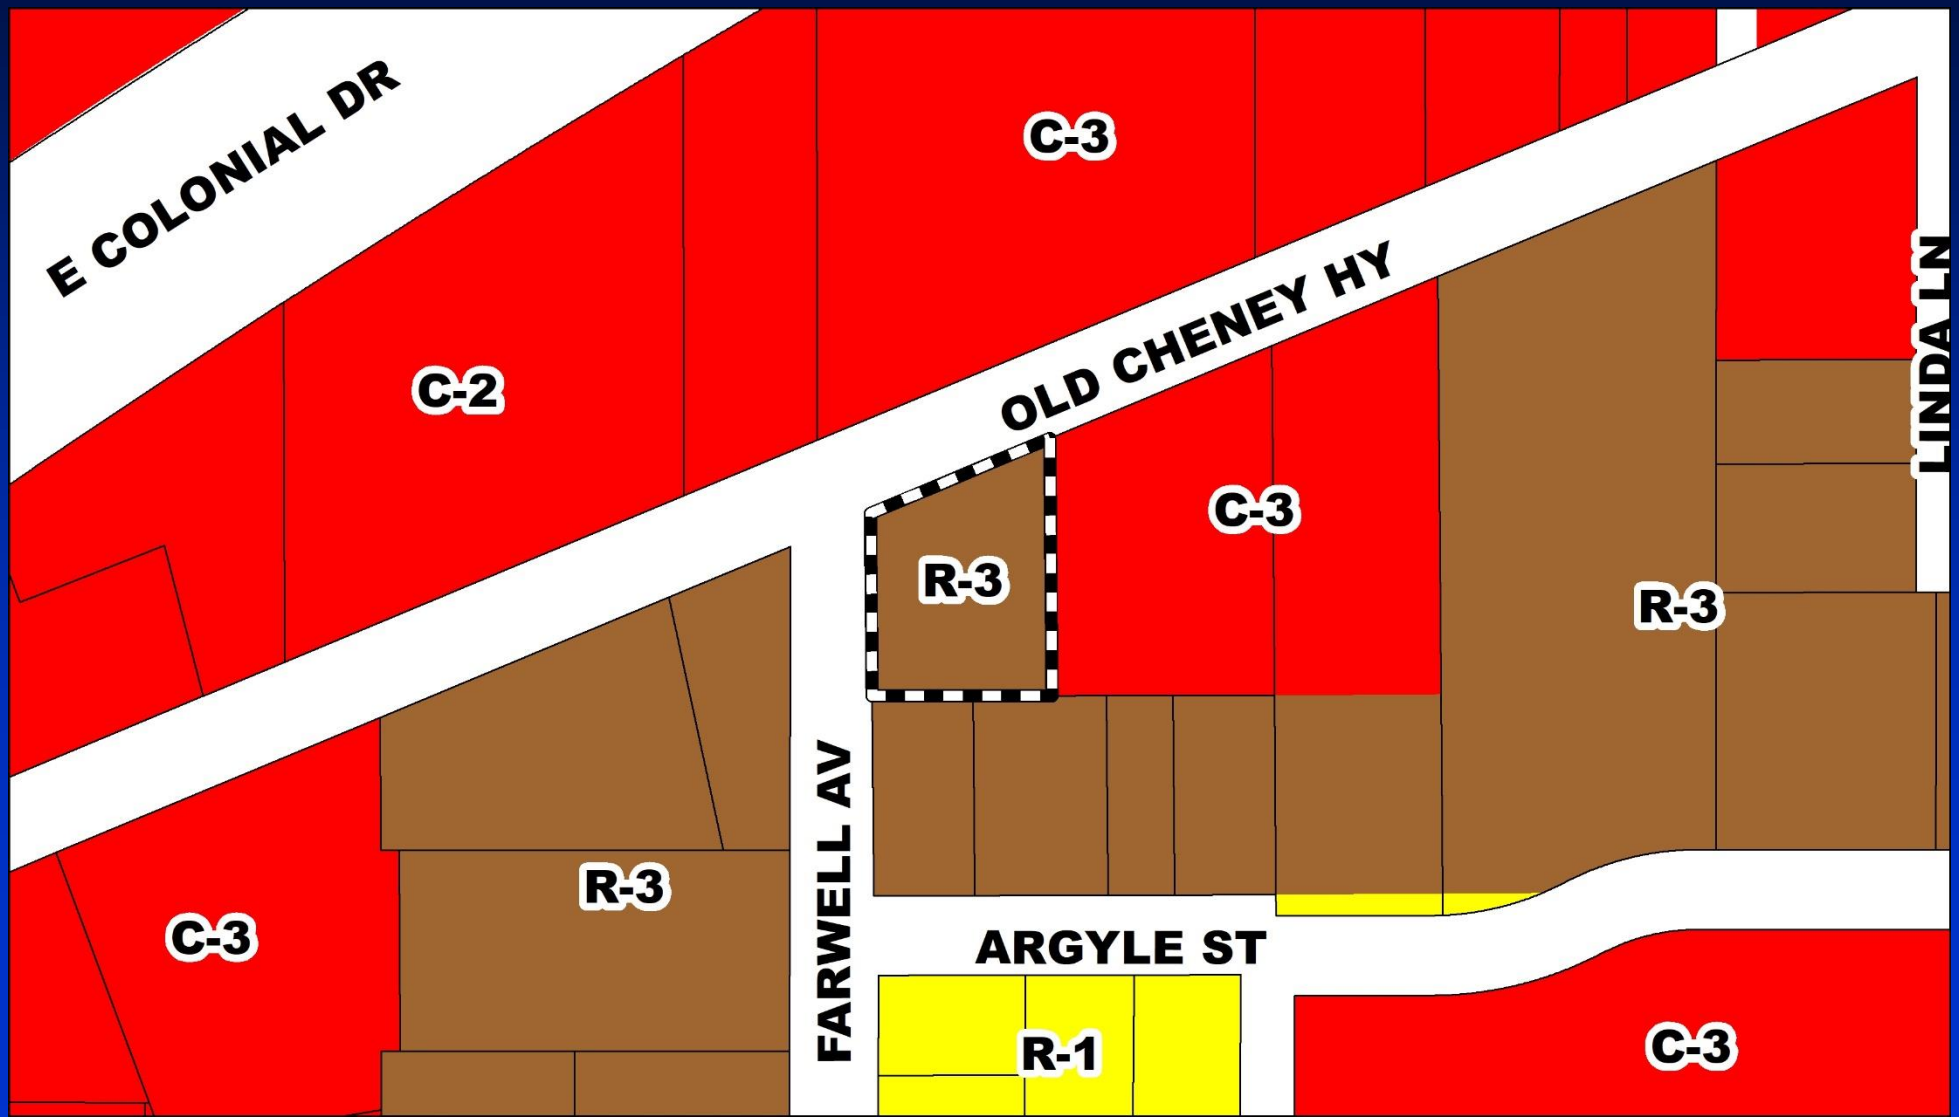 E COLONIAL DR
C-3
C-2
OLD CHENEY HY
LINDA LN
C-3
R-3
R-3
FARWELL AV
R-3
C-3
ARGYLE ST
R-1
C-3